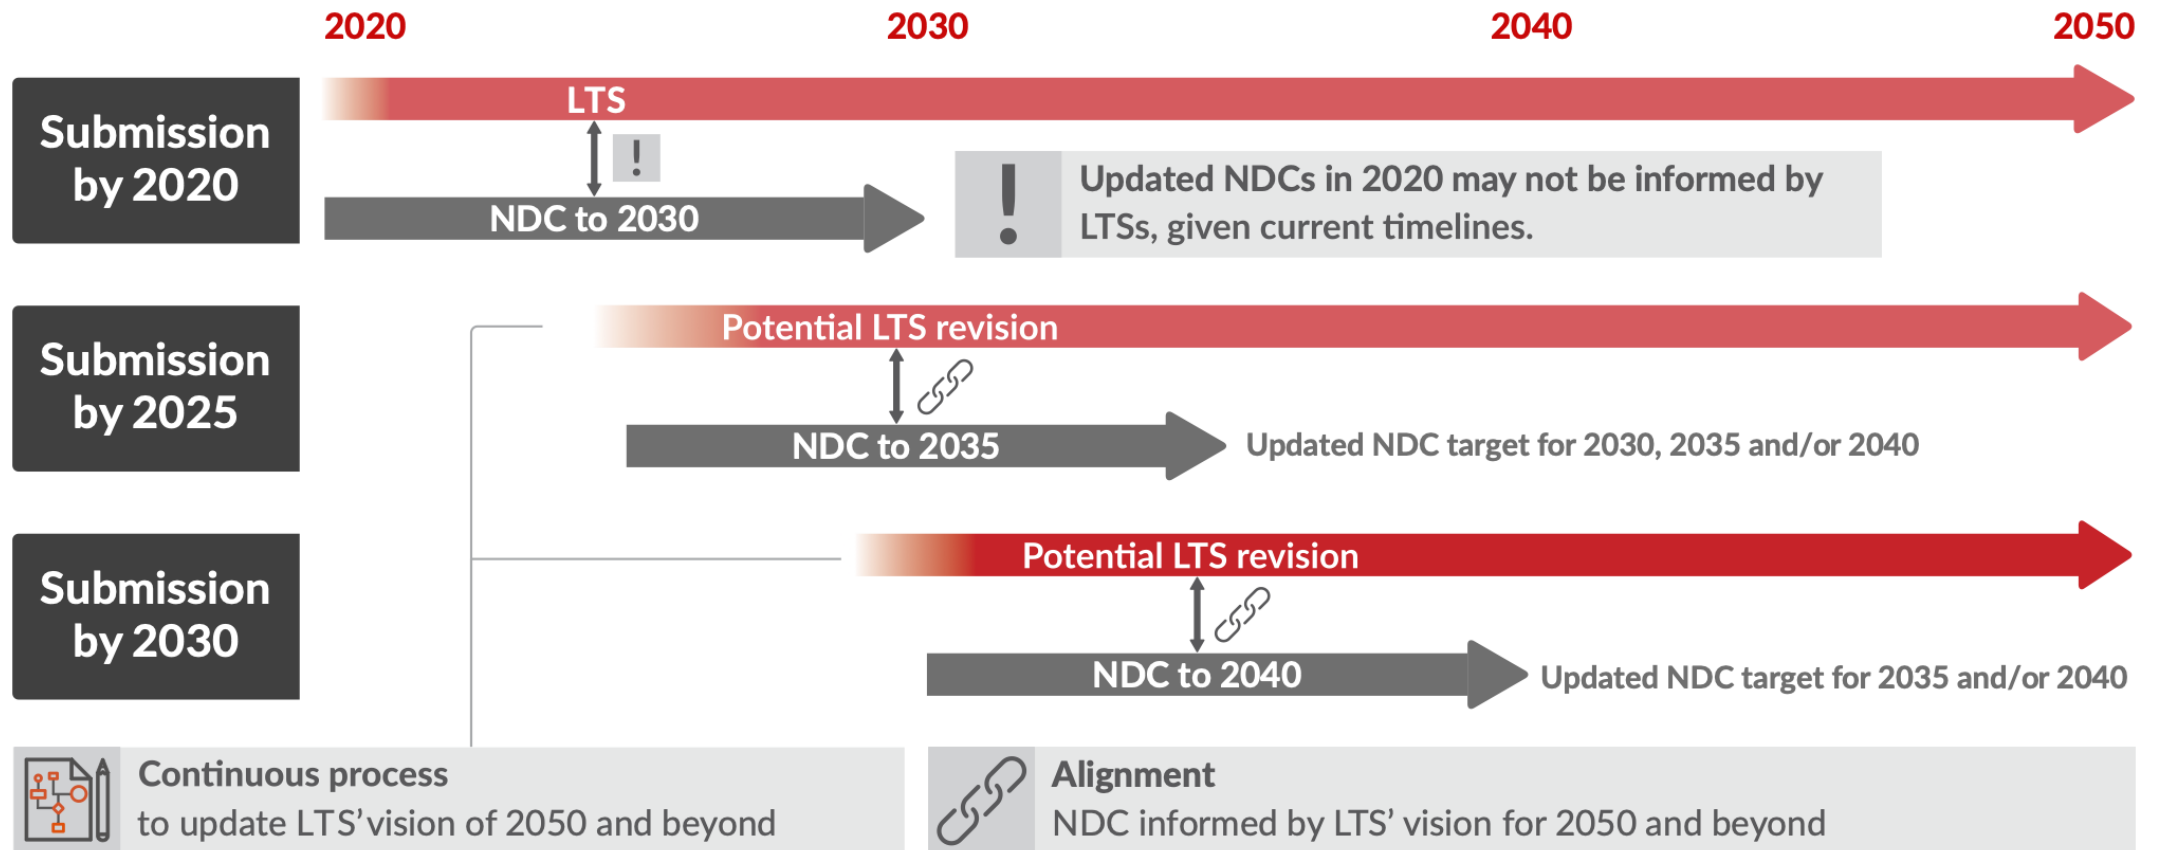 2020 2030 2040 2050
Submission
by 2020
LTS
!
NDC to 2030
!
Updated NDCs in 2020 may not be informed by
LTSs, given current timelines.
Submission
by 2025
Potential LTS revision
NDC to 2035
Updated NDC target for 2030, 2035 and/or 2040
Submission
by 2030
Potential LTS revision
NDC to 2040
Updated NDC target for 2035 and/or 2040
Continuous process
to update LTS’ vision of 2050 and beyond
Alignment
NDC informed by LTS’ vision for 2050 and beyond